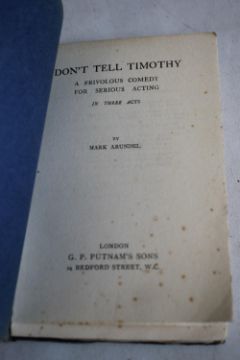 DON'T TELL TIMOTHY
A FRIVOLOUS COMEDY
FOR SERIOUS ACTING
IN THREE ACTS
BY
MARK ARUNDEL
LONDON
G. P. PUTNAM'S SONS
24 BEDFORD STREET, W.C.